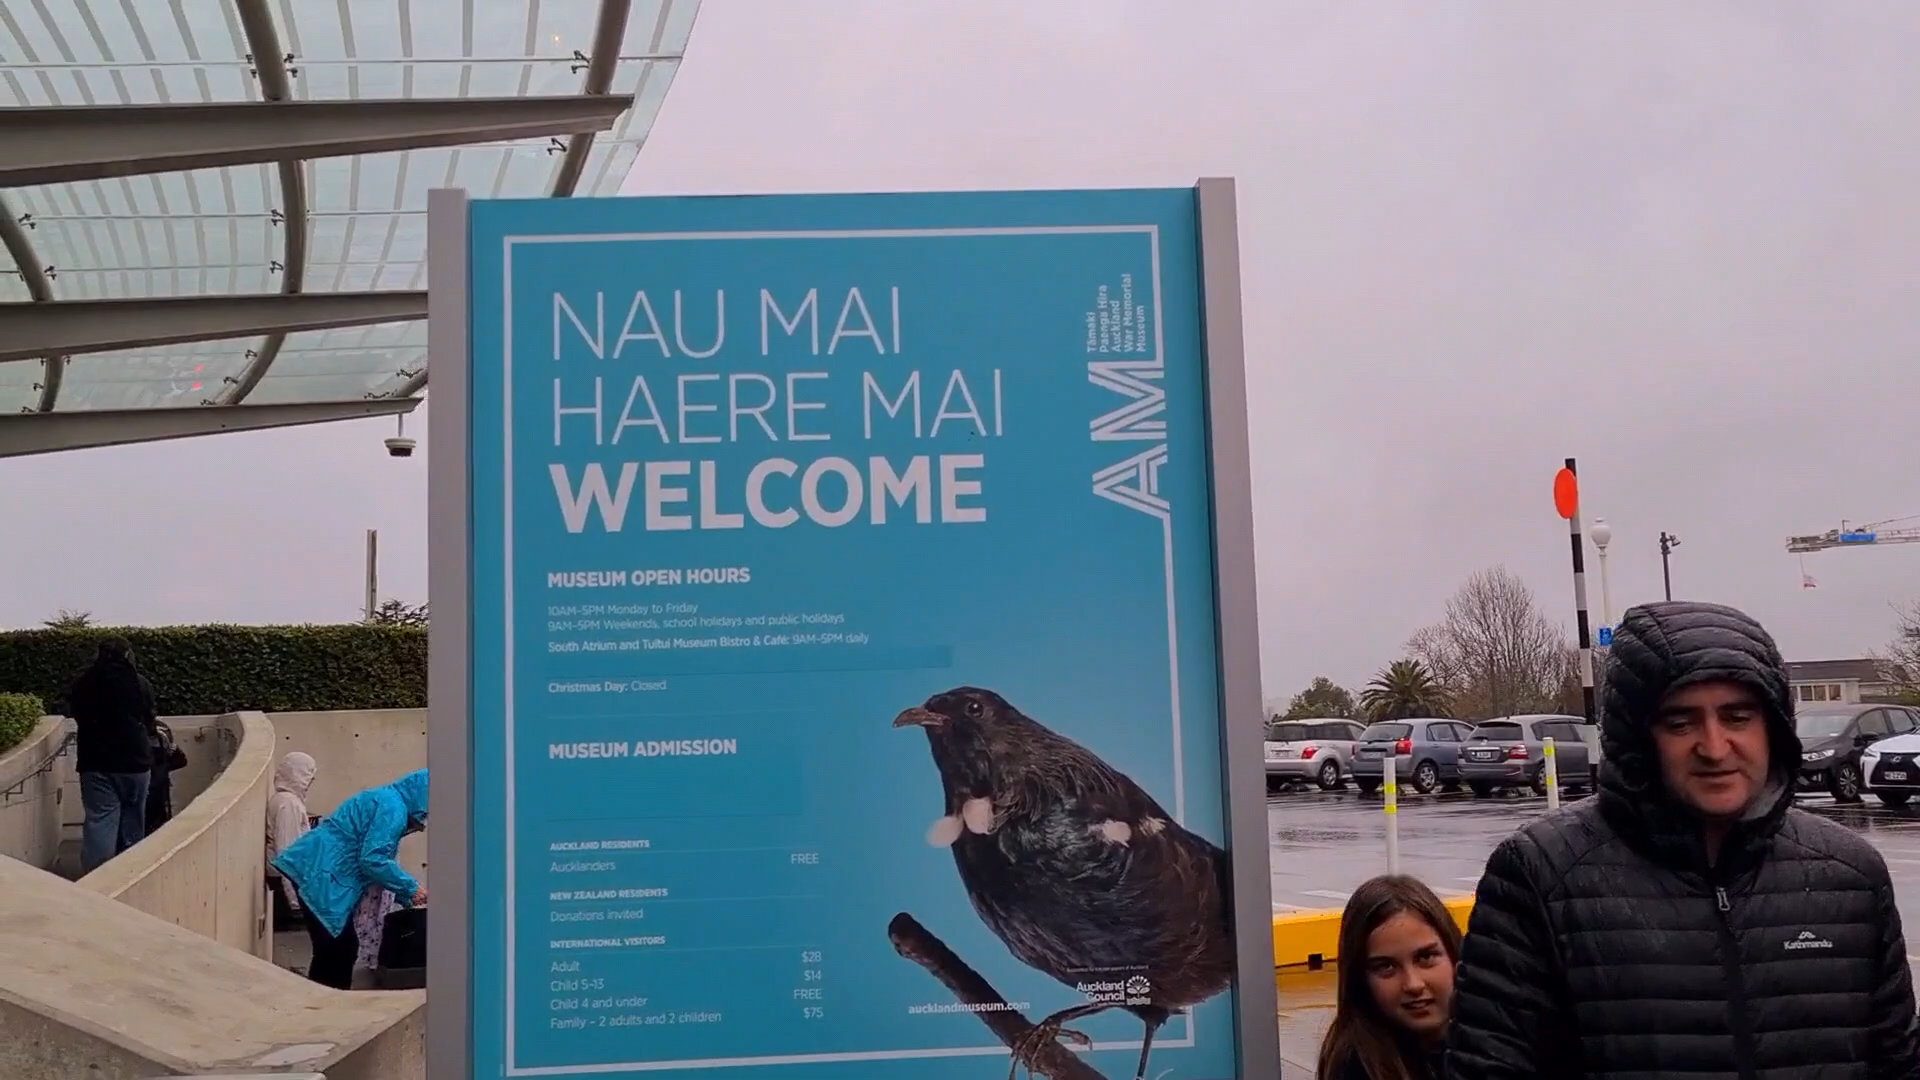 NAU MAI
HAERE MAI
WELCOME
Tāmaki
Paenga Hira
Auckland
War Memorial
Museum
AM
MUSEUM OPEN HOURS
10AM–5PM Monday to Friday
9AM–5PM Weekends, school holidays and public holidays
South Atrium and Tuitui Museum Bistro & Café: 9AM–5PM daily
Christmas Day: Closed
MUSEUM ADMISSION
AUCKLAND RESIDENTS
Aucklanders FREE
NEW ZEALAND RESIDENTS
Donations invited
INTERNATIONAL VISITORS
Adult $28
Child 5-13 $14
Child 4 and under FREE
Family – 2 adults and 2 children $75
aucklandmuseum.com
Auckland
Council
Kathmandu